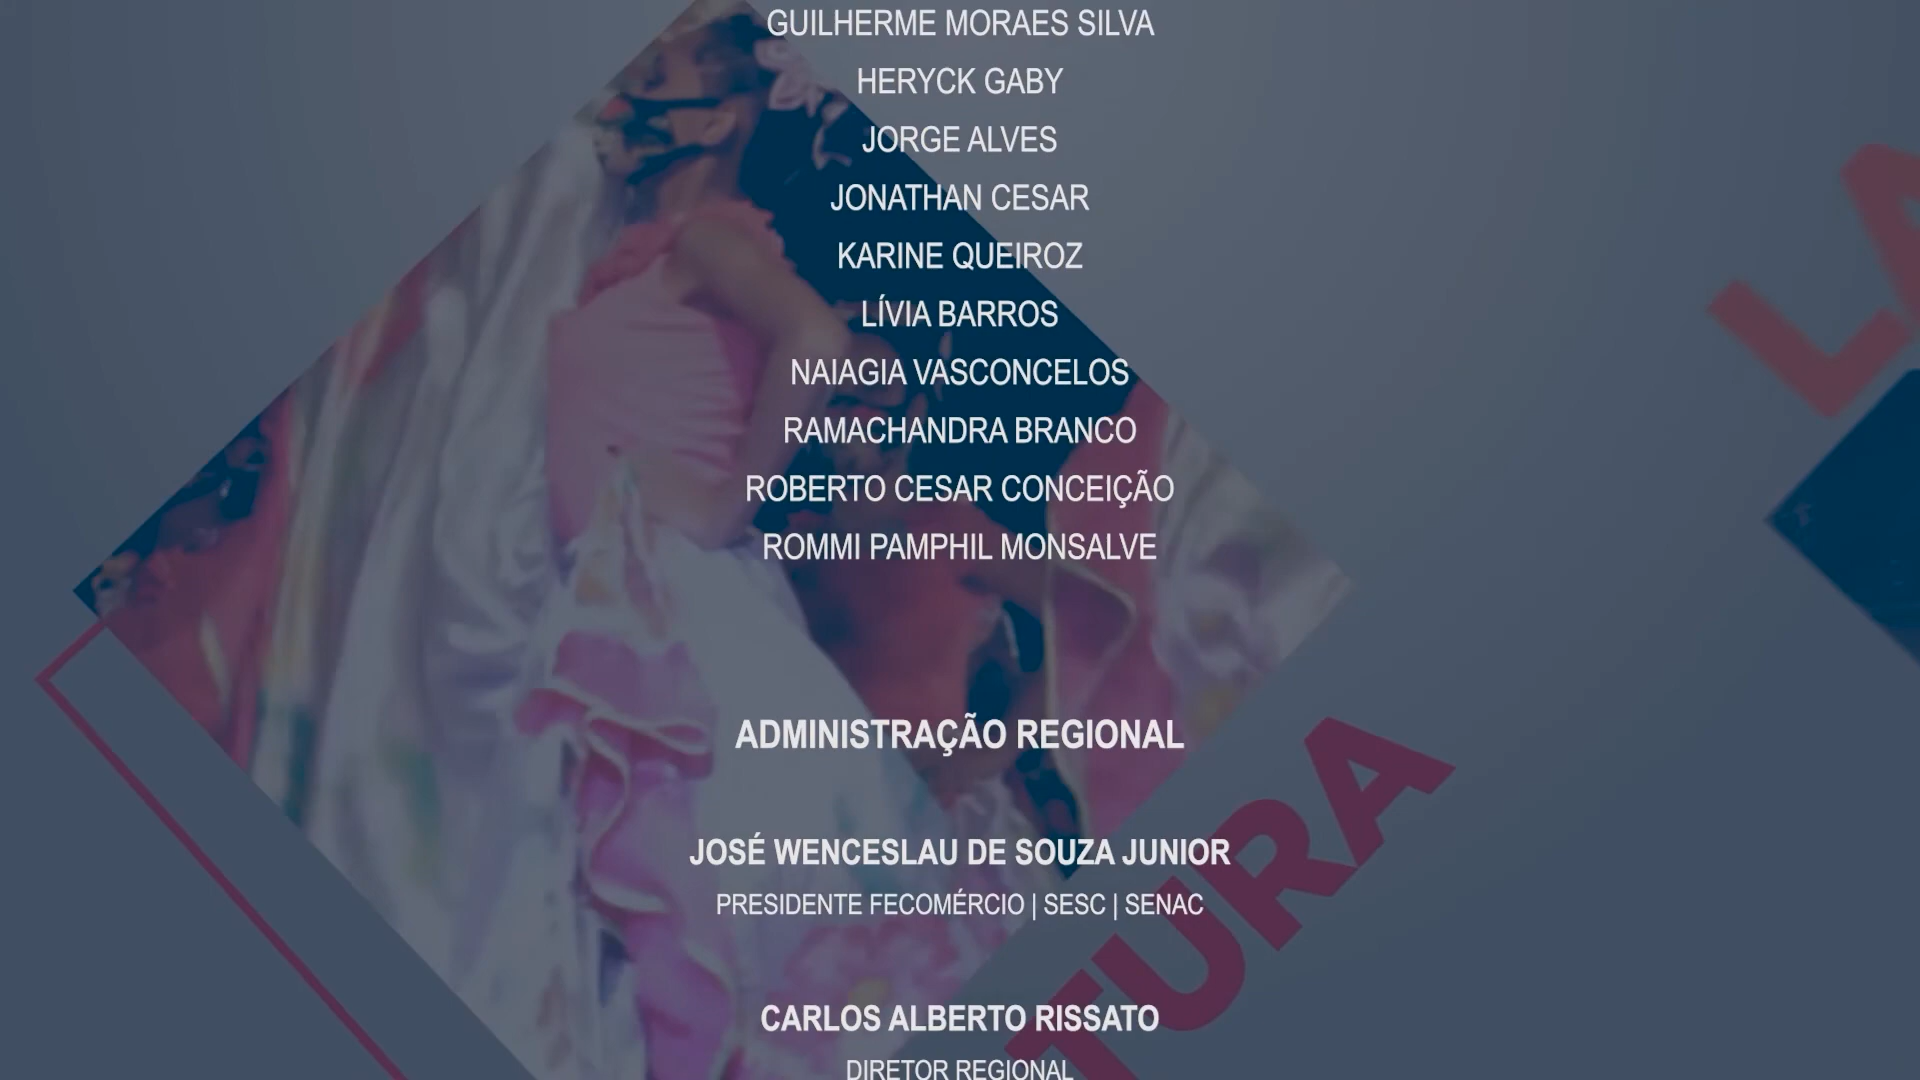 GUILHERME MORAES SILVA
HERYCK GABY
JORGE ALVES
JONATHAN CESAR
KARINE QUEIROZ
LÍVIA BARROS
NAIAGIA VASCONCELOS
RAMACHANDRA BRANCO
ROBERTO CESAR CONCEIÇÃO
ROMMI PAMPHIL MONSALVE
ADMINISTRAÇÃO REGIONAL
JOSÉ WENCESLAU DE SOUZA JUNIOR
PRESIDENTE FECOMÉRCIO | SESC | SENAC
CARLOS ALBERTO RISSATO
DIRETOR REGIONAL
TURA
LA